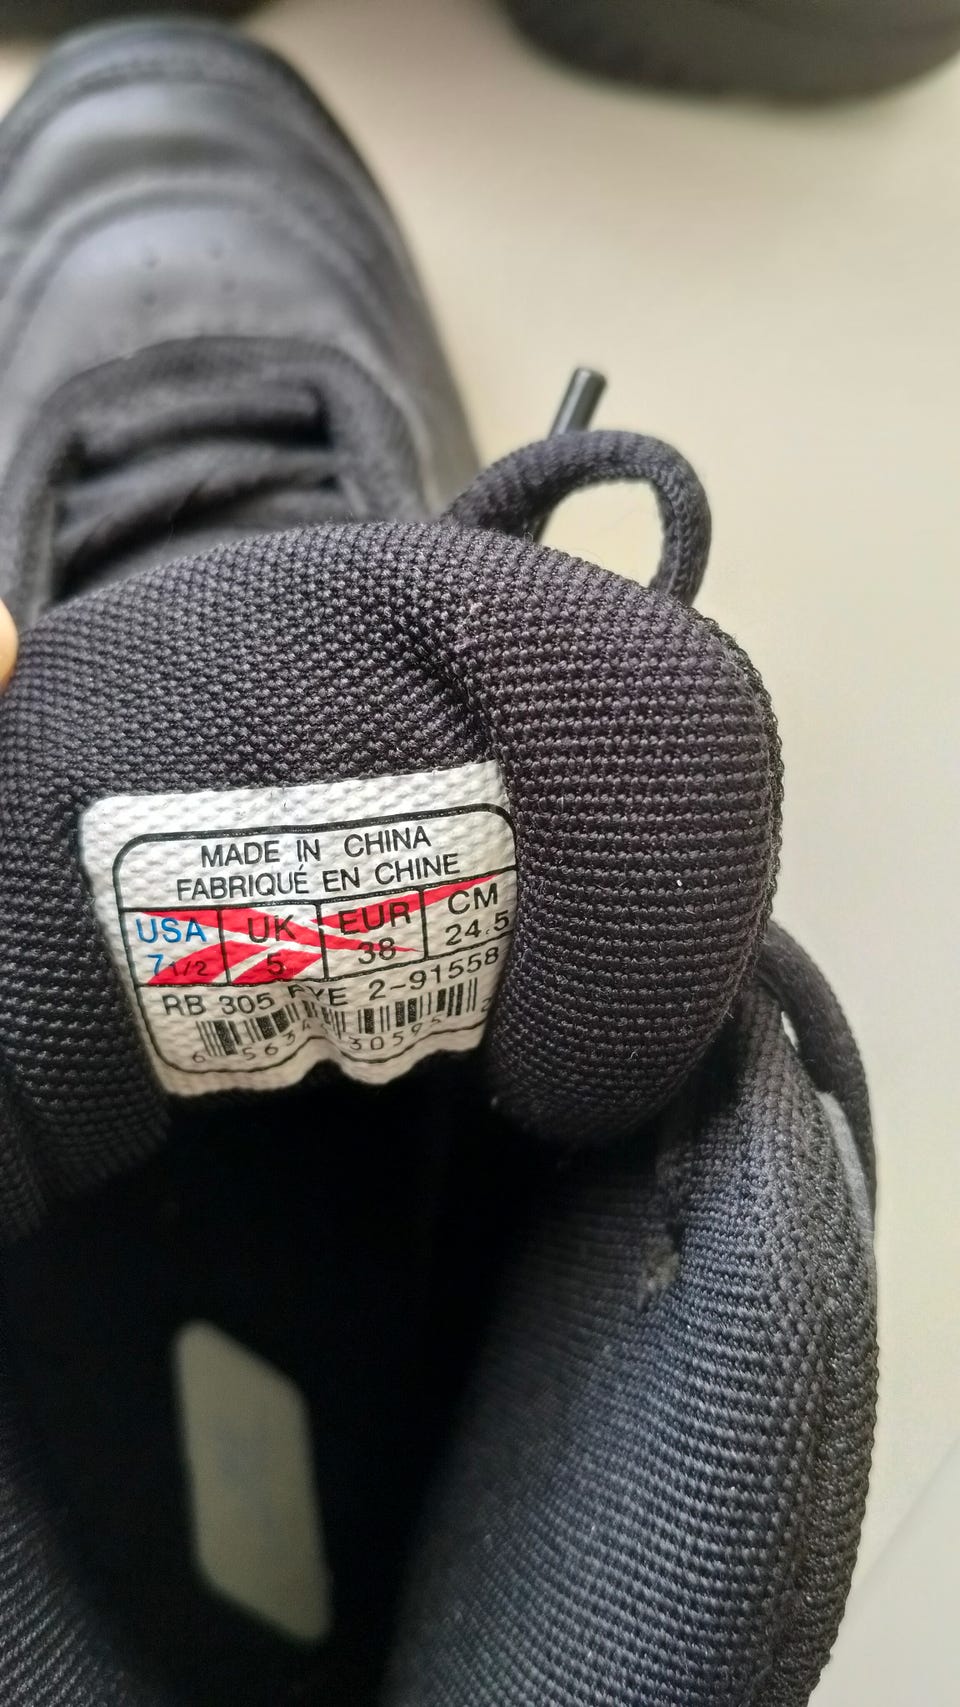 MADE IN CHINA
FABRIQUÉ EN CHINE
USA UK EUR CM
7 1/2 5 38 24.5
RB 305 RYE 2-91558